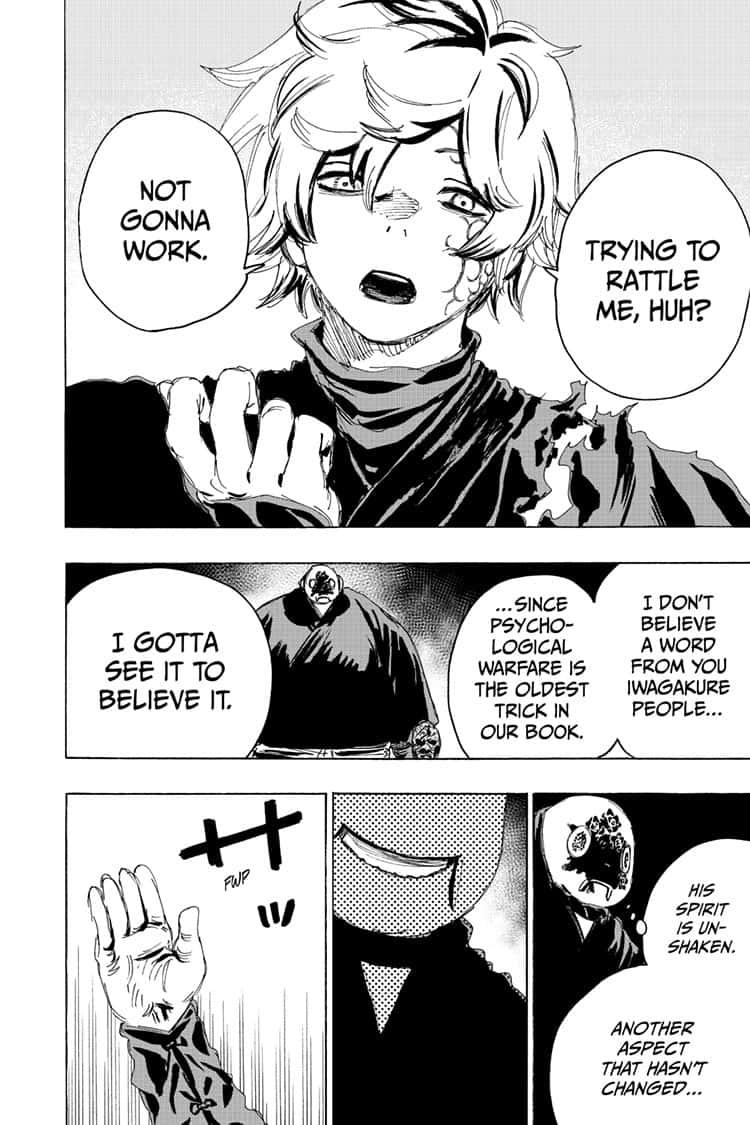 TRYING TO
RATTLE
ME, HUH?
NOT
GONNA
WORK.
I DON'T
BELIEVE
A WORD
FROM YOU
IWAGAKURE
PEOPLE...
...SINCE
PSYCHO-
LOGICAL
WARFARE IS
THE OLDEST
TRICK IN
OUR BOOK.
I GOTTA
SEE IT TO
BELIEVE IT.
HIS
SPIRIT
IS UN-
SHAKEN.
ANOTHER
ASPECT
THAT HASN'T
CHANGED...
サッ
FWP